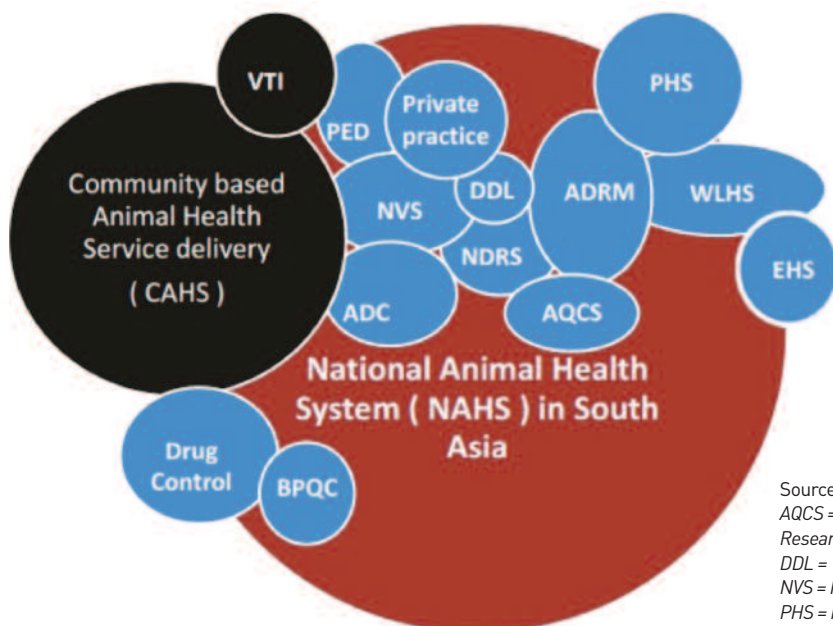 VTI
PED
Private
practice
PHS
Community based
Animal Health
Service delivery
( CAHS )
NVS
DDL
ADRM
WLHS
NDRS
EHS
ADC
AQCS
National Animal Health
System ( NAHS ) in South
Asia
Drug
Control
BPQC
Source
AQCS =
Resear
DDL =
NVS =
PHS =